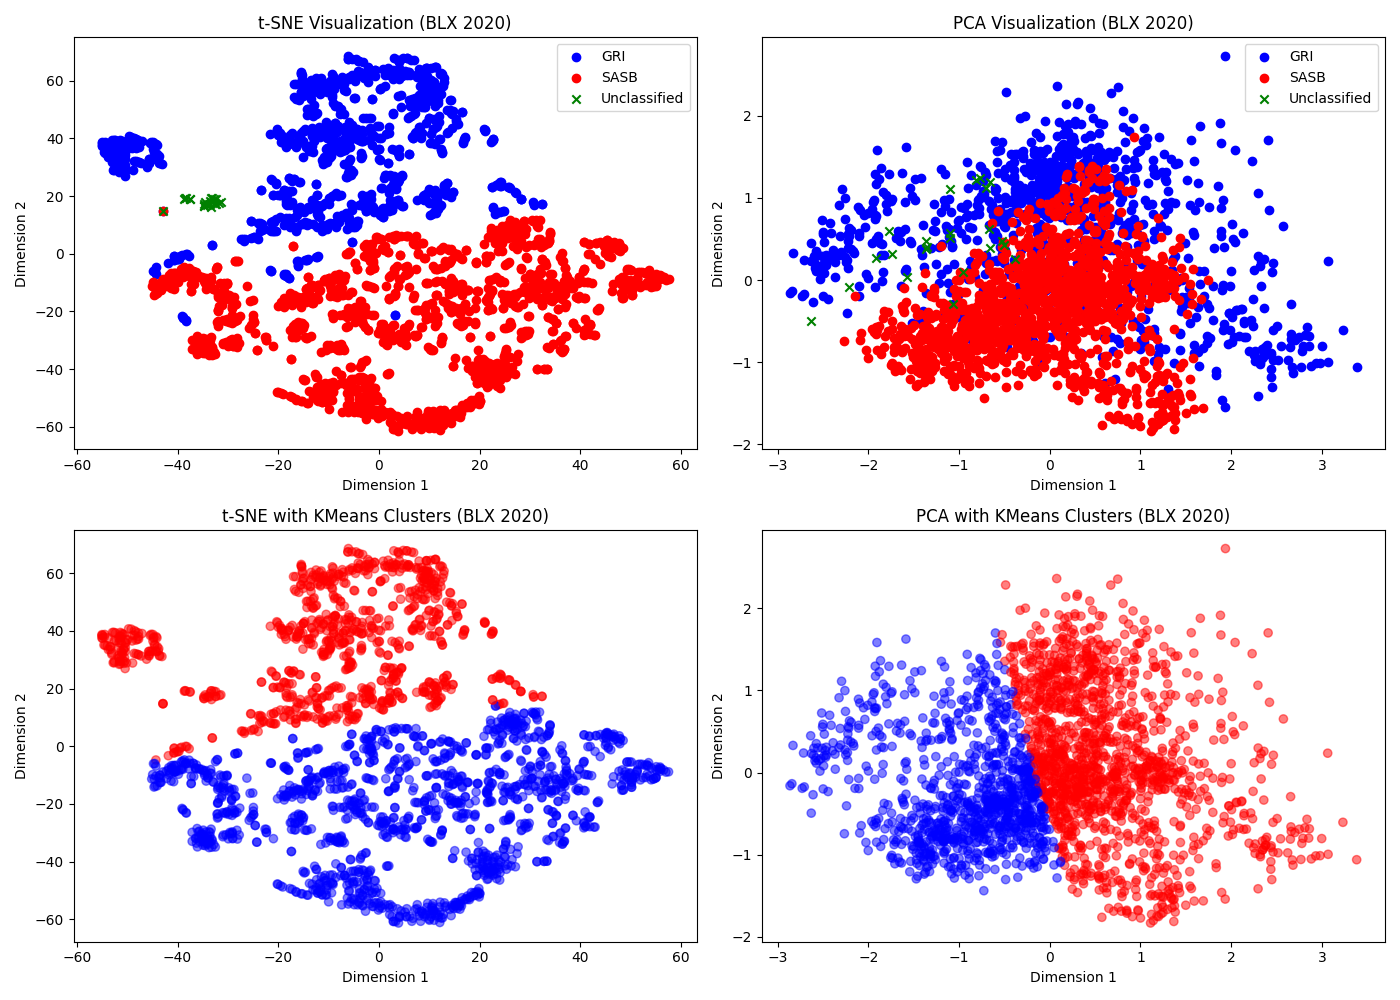 t-SNE Visualization (BLX 2020)
60
40
20
0
−20
−40
−60
Dimension 2
GRI
SASB
Unclassified
−60 −40 −20 0 20 40 60
Dimension 1
PCA Visualization (BLX 2020)
2
1
0
−1
−2
Dimension 2
GRI
SASB
Unclassified
−3 −2 −1 0 1 2 3
Dimension 1
t-SNE with KMeans Clusters (BLX 2020)
60
40
20
0
−20
−40
−60
Dimension 2
−60 −40 −20 0 20 40 60
Dimension 1
PCA with KMeans Clusters (BLX 2020)
2
1
0
−1
−2
Dimension 2
−3 −2 −1 0 1 2 3
Dimension 1